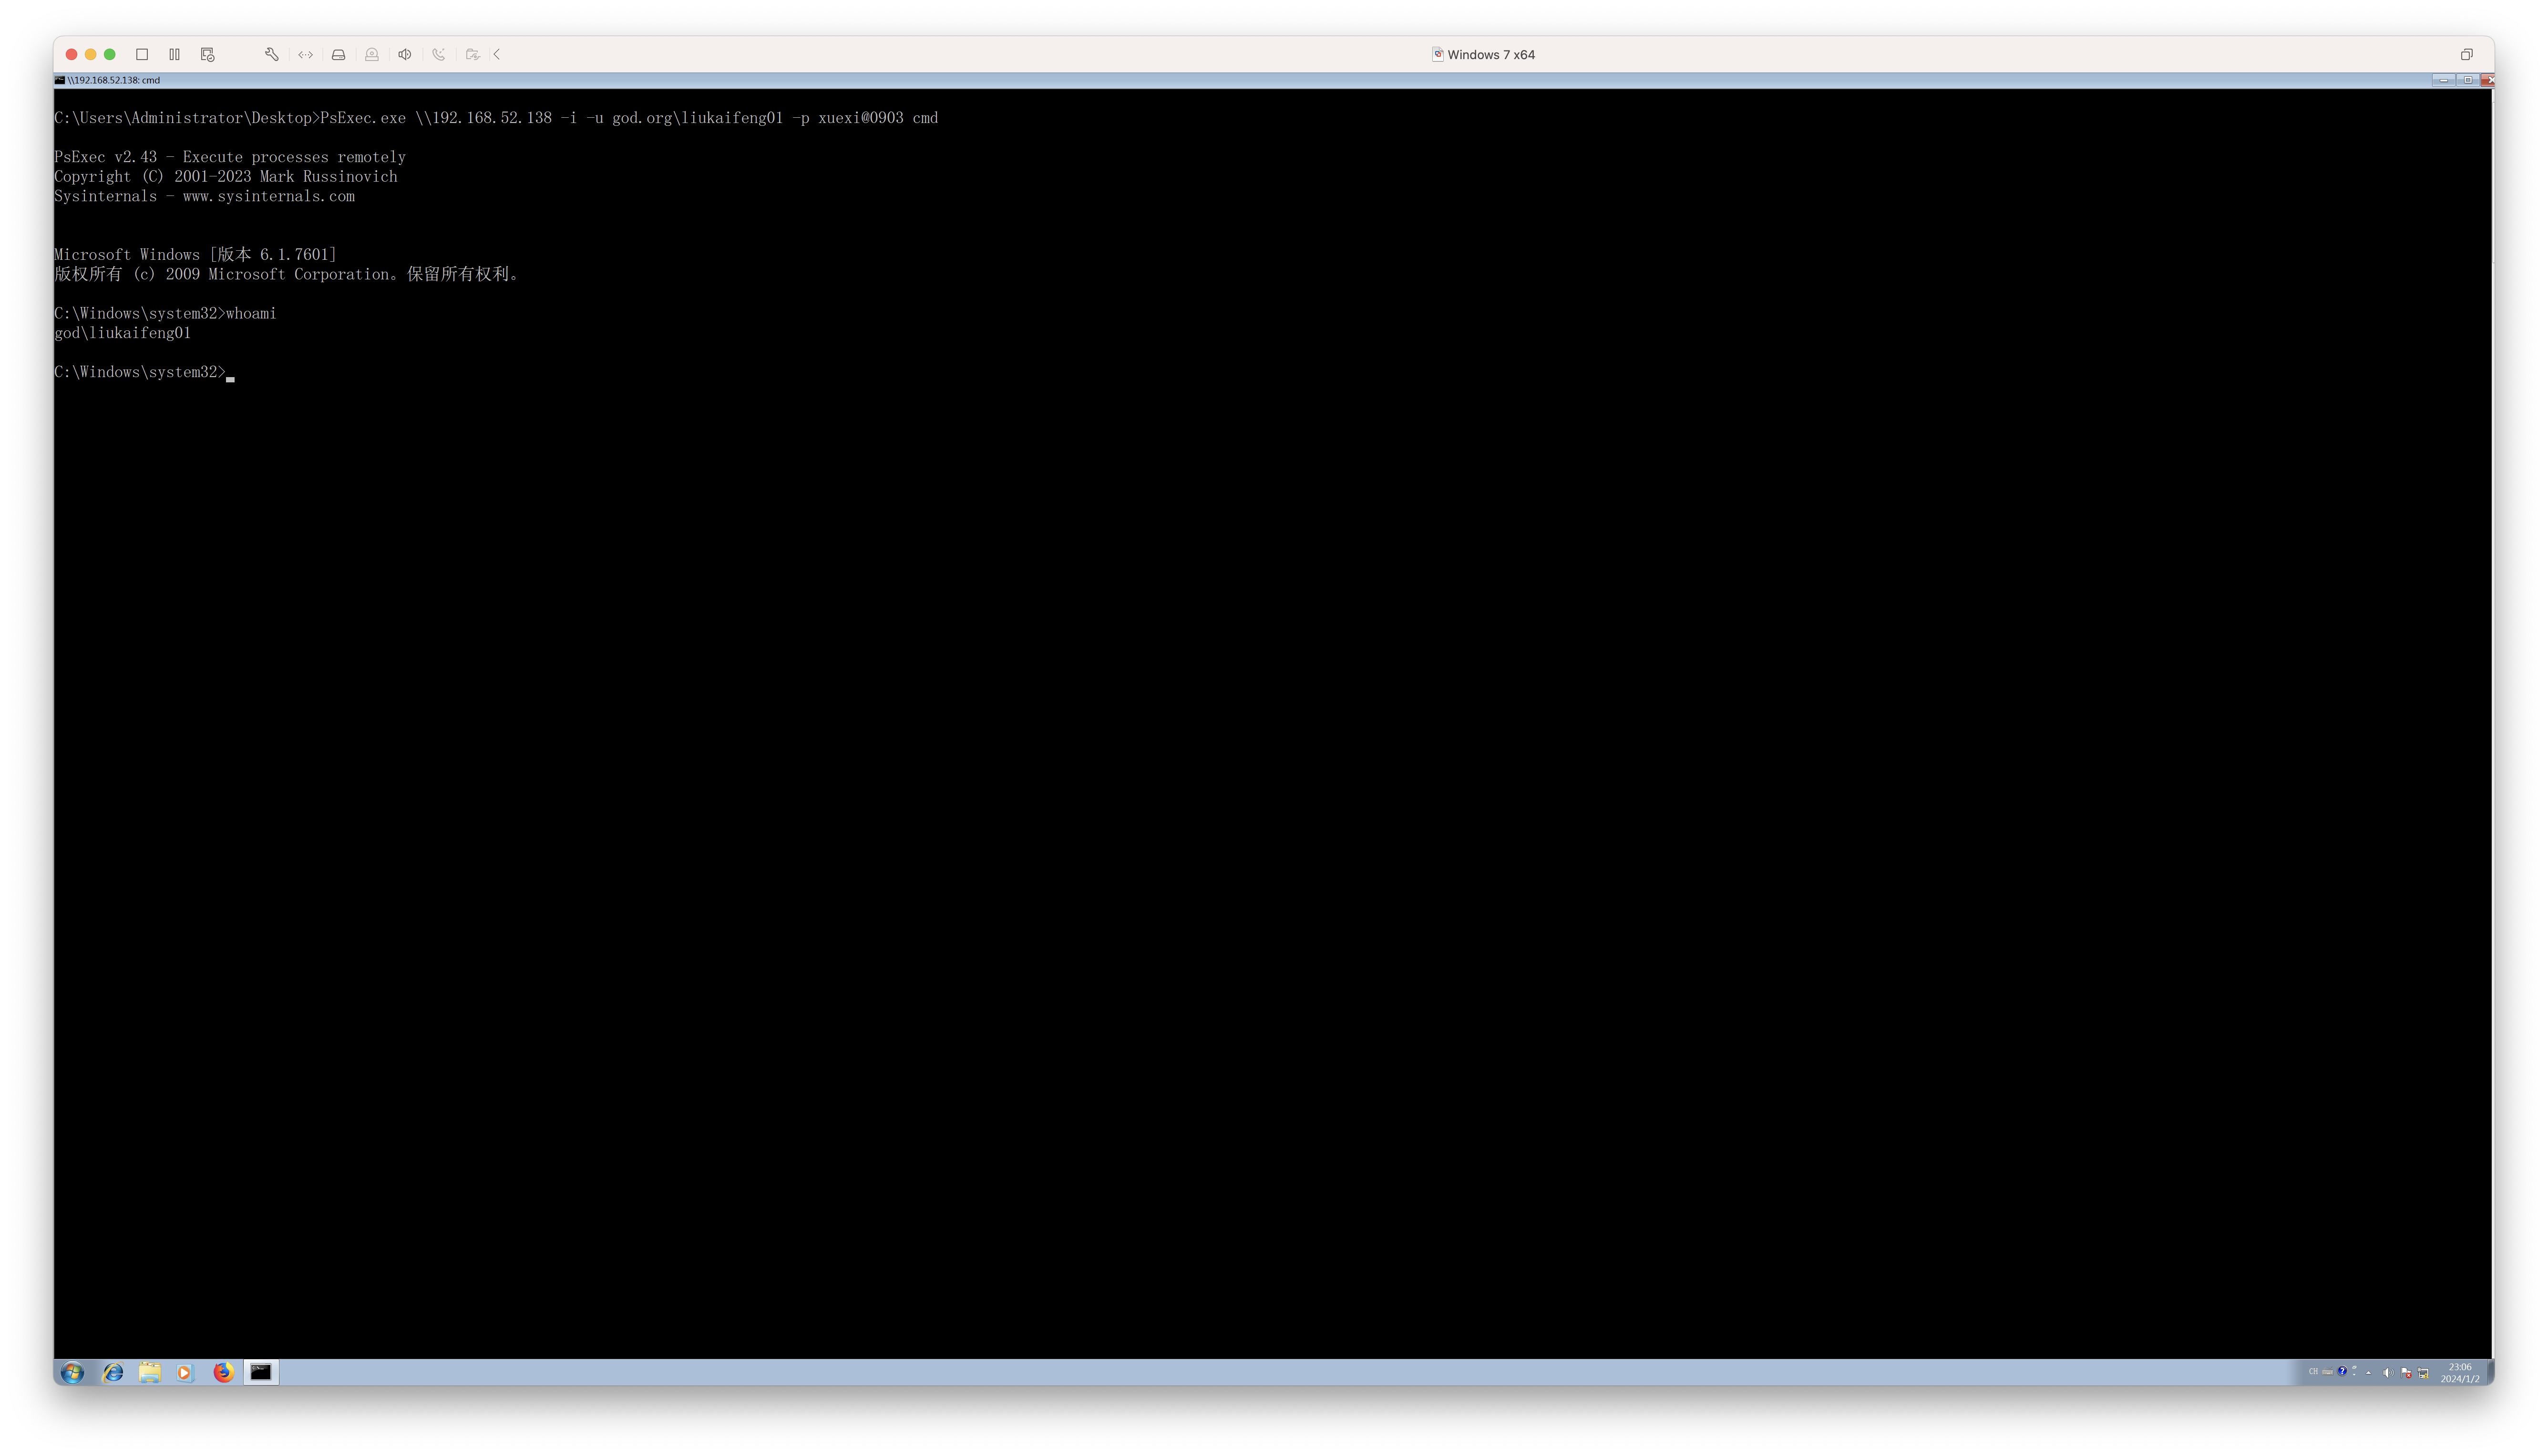 Windows 7 x64
\\192.168.52.138: cmd
C:\Users\Administrator\Desktop>PsExec.exe \\192.168.52.138 -i -u god.org\liukaifeng01 -p xuexi@0903 cmd
PsExec v2.43 - Execute processes remotely
Copyright (C) 2001-2023 Mark Russinovich
Sysinternals - www.sysinternals.com
Microsoft Windows [版本 6.1.7601]
版权所有 (c) 2009 Microsoft Corporation。保留所有权利。
C:\Windows\system32>whoami
god\liukaifeng01
C:\Windows\system32>
CH
23:06
2024/1/2